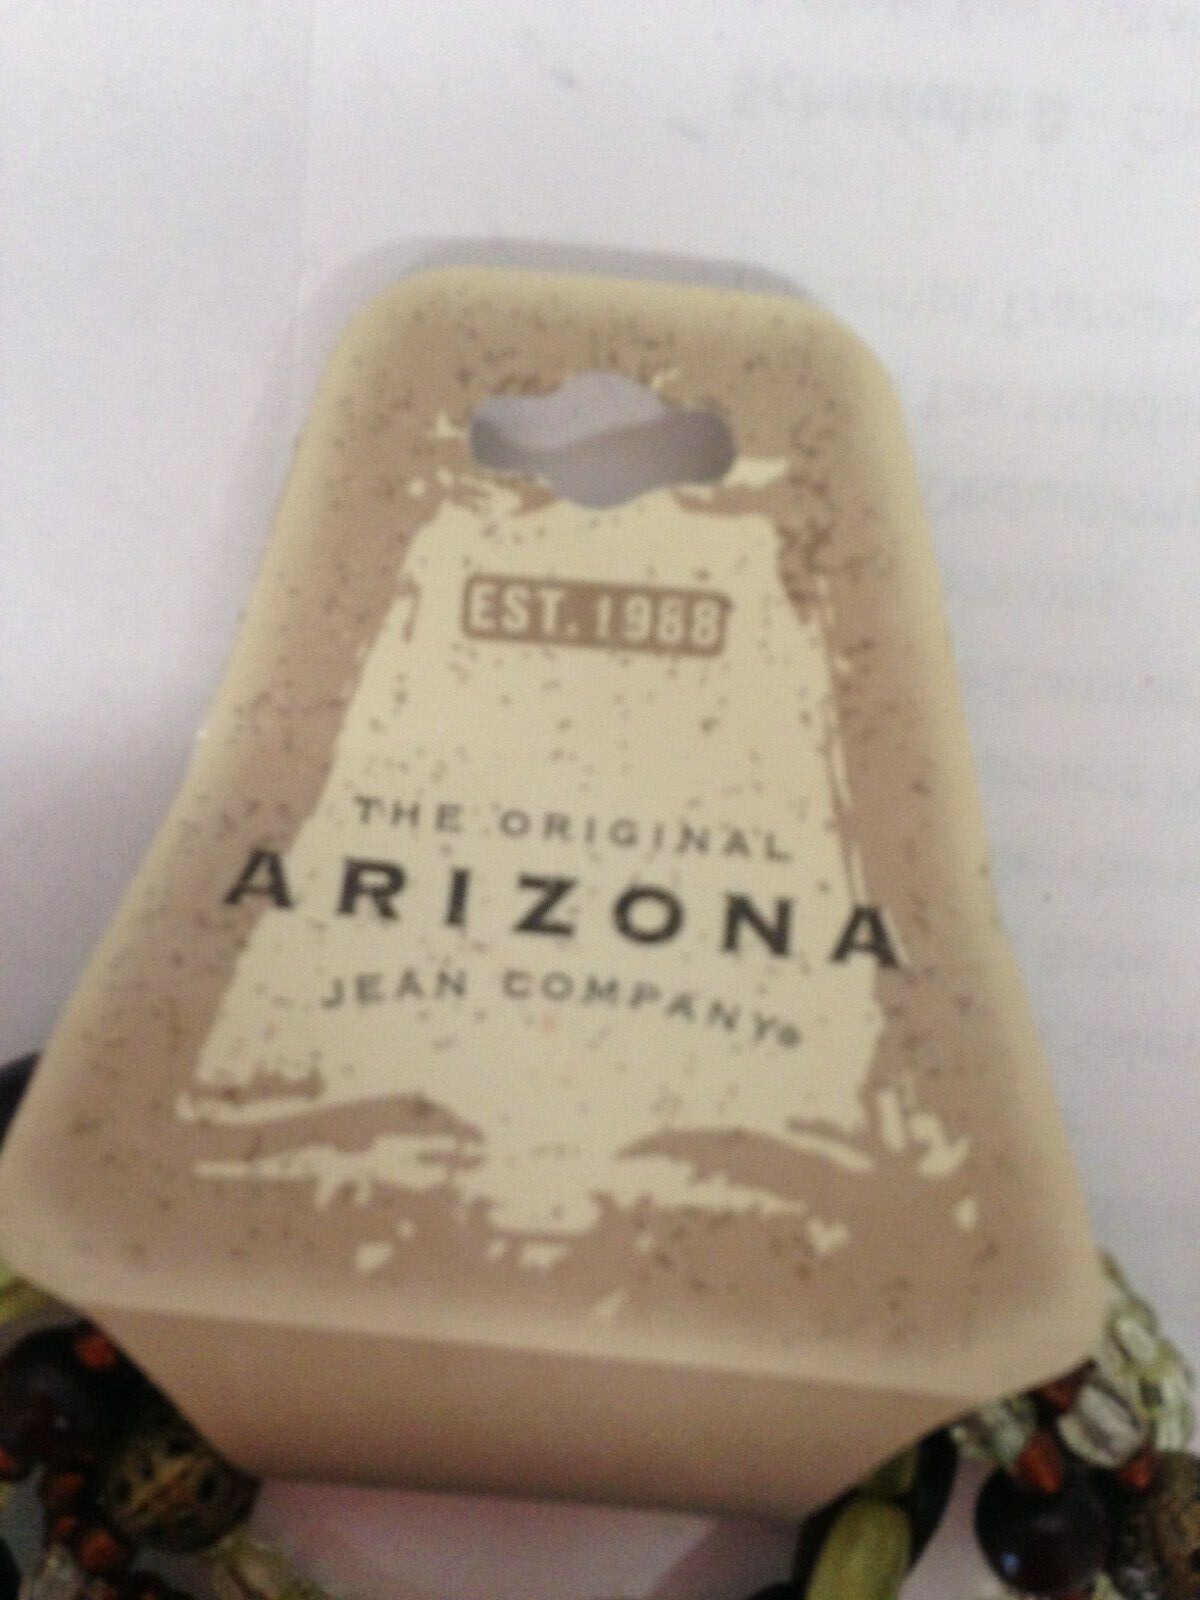 EST. 1988
THE ORIGINAL
ARIZONA
JEAN COMPANY®